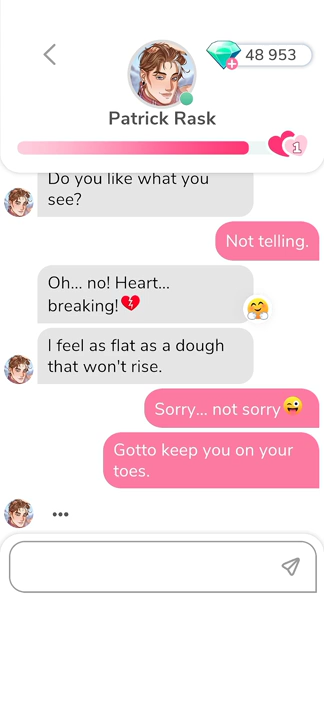 48 953
Patrick Rask
1
Do you like what you
see?
Not telling.
Oh... no! Heart...
breaking!💔
🤗
I feel as flat as a dough
that won't rise.
Sorry... not sorry😜
Gotto keep you on your
toes.